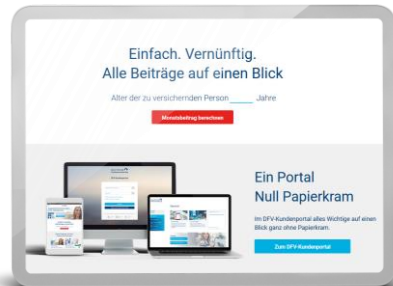 Einfach. Vernünftig.
Alle Beiträge auf einen Blick
Alter der zu versichernden Person Jahre
Monatsbeitrag berechnen
Ein Portal
Null Papierkram
Im DFV-Kundenportal alles Wichtige auf einen
Blick ganz ohne Papierkram.
Zum DFV-Kundenportal